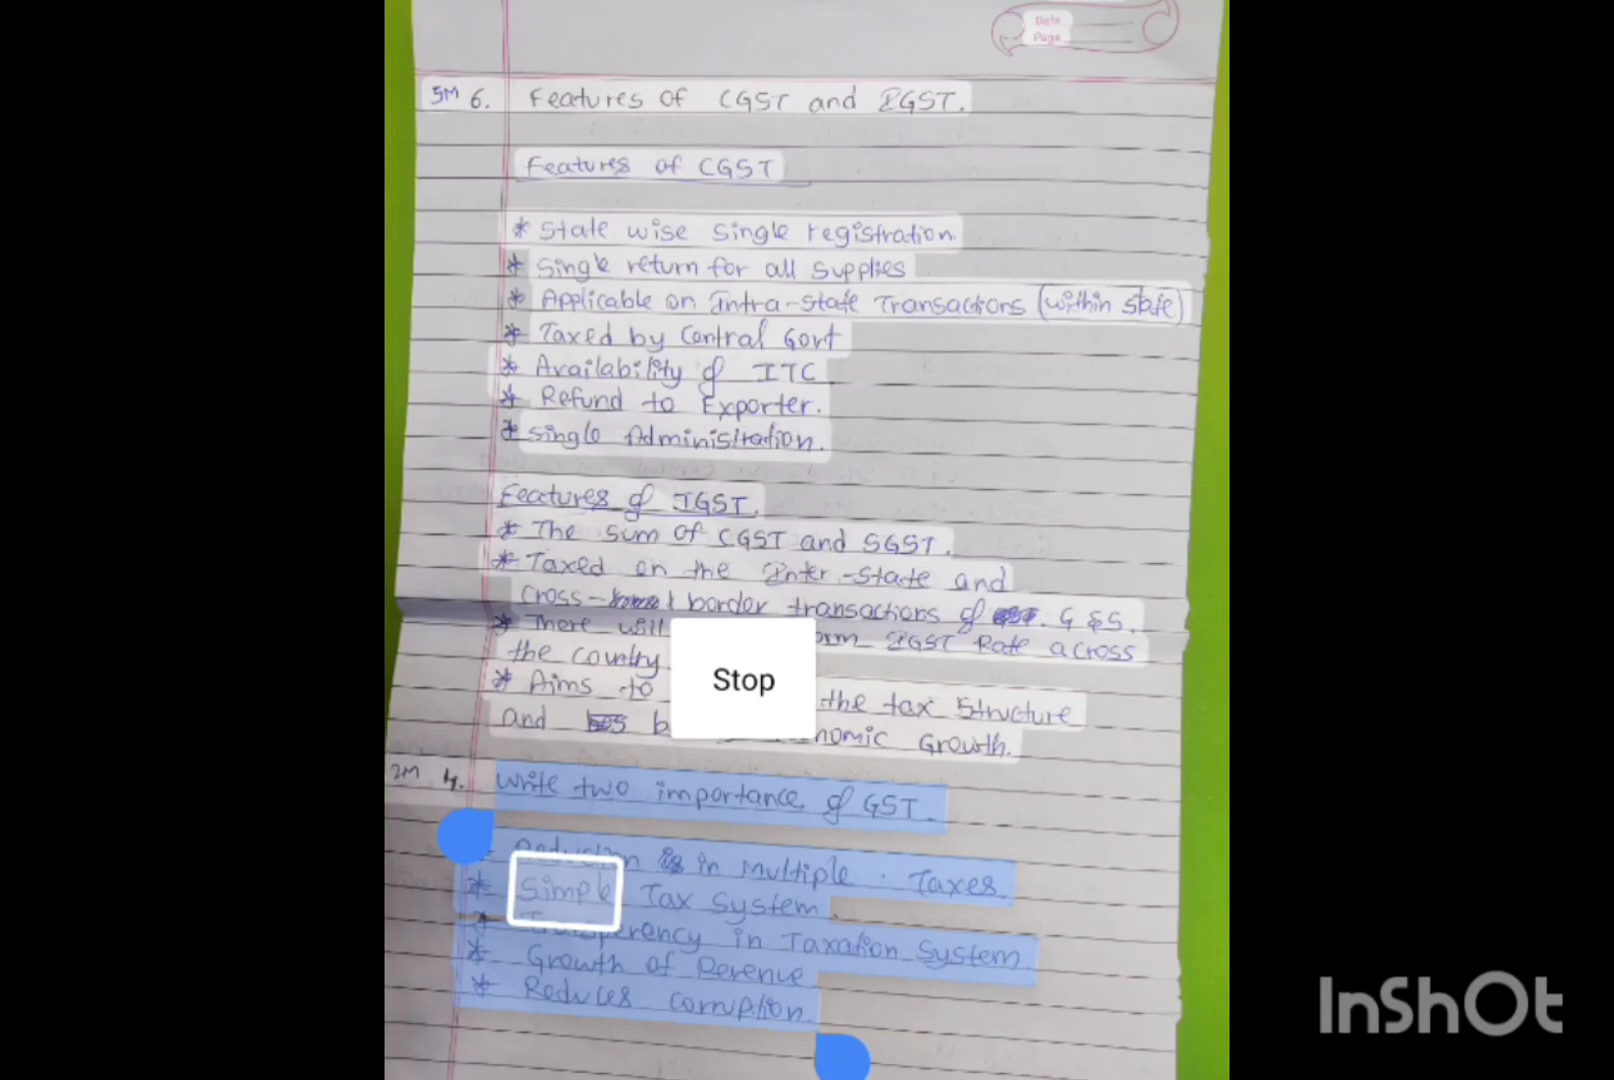 Date
Page
5M 6. Features of CGST and IGST.
Features of CGST
* State wise single registration.
* Single return for all supplies
* Applicable on Intra-State Transactions (within state)
* Taxed by Central Govt
* Availability of ITC
* Refund to Exporter.
* Single Administration.
Features of IGST.
* The sum of CGST and SGST.
* Taxed on the Inter-State and
cross- border transactions of G & S.
* There will IGST Rate across
the country
* Aims to the tax structure
and Growth.
Stop
2M 4. Write two importance of GST.
in Multiple. Taxes
* Simple Tax System.
* in Taxation System
* Growth of Revenue
* Reduces corruption
InShOt